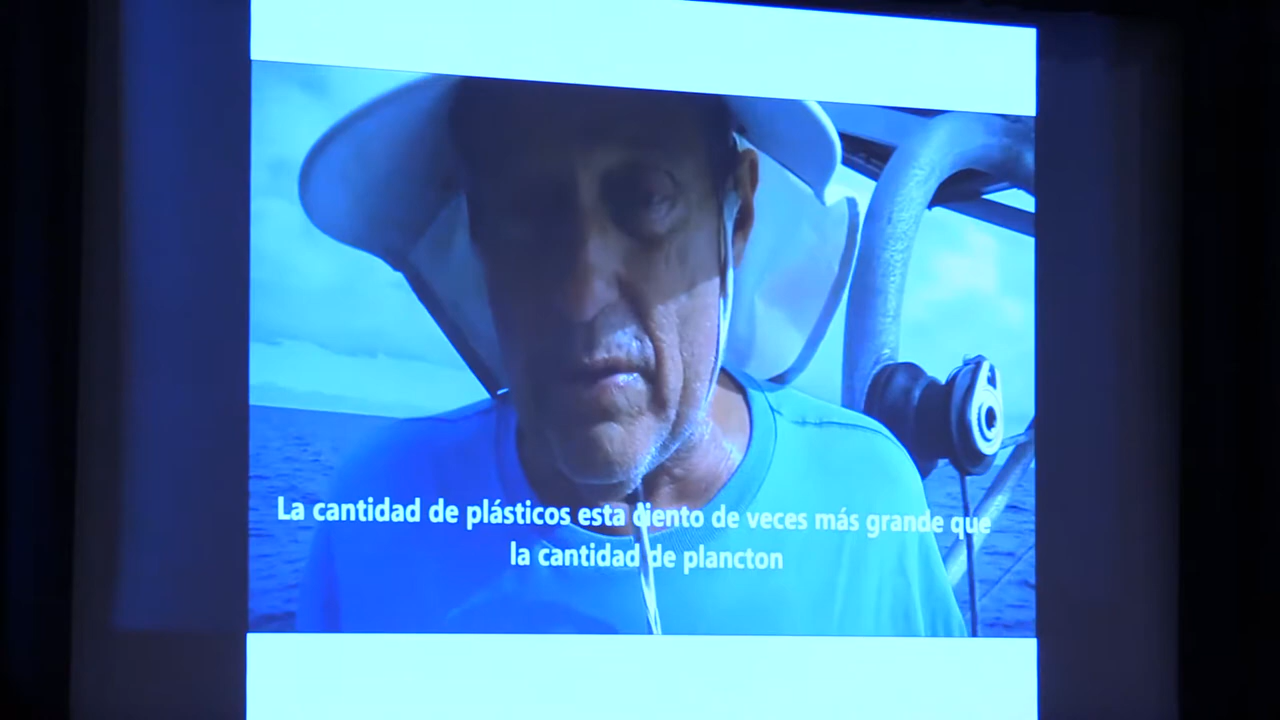 La cantidad de plásticos esta ciento de veces más grande que
la cantidad de plancton